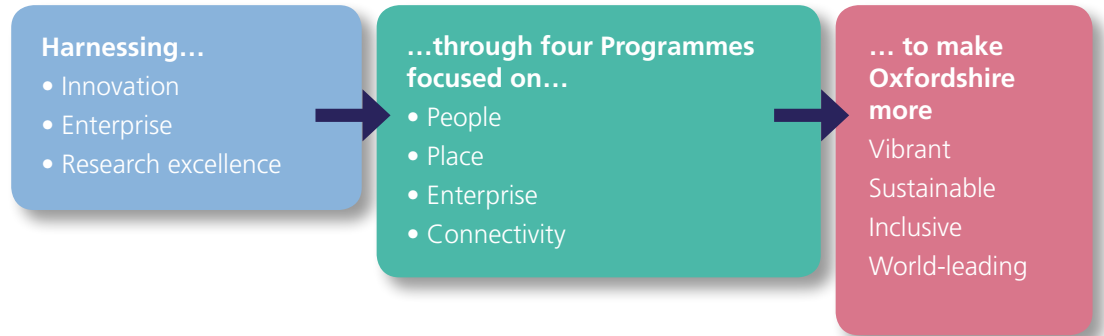 Harnessing…
• Innovation
• Enterprise
• Research excellence
…through four Programmes
focused on…
• People
• Place
• Enterprise
• Connectivity
… to make
Oxfordshire
more
Vibrant
Sustainable
Inclusive
World-leading